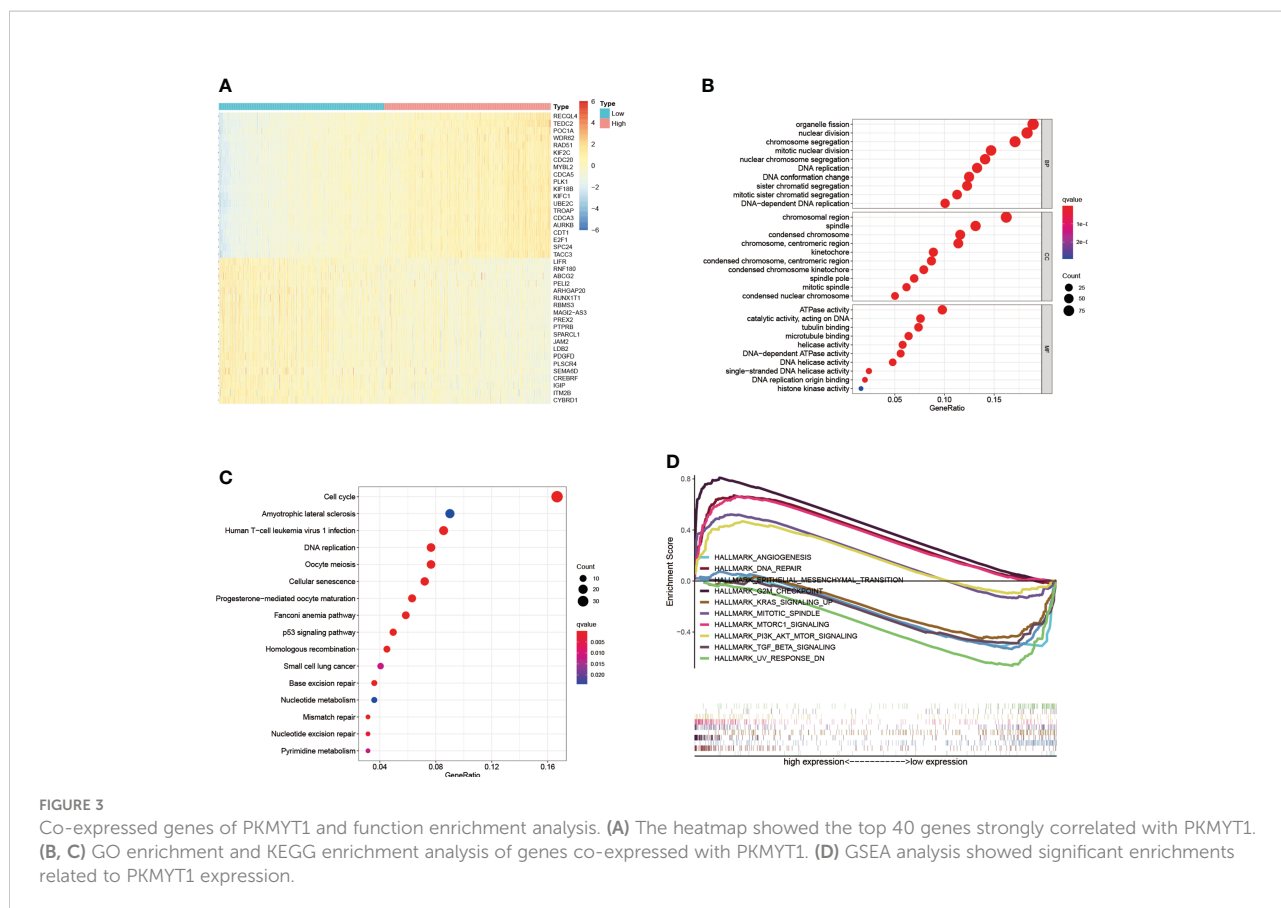 A
Type
RECQL4
TEDC2
POC1A
WDR62
RAD51
KIF2C
CDC20
MYBL2
CDCA5
PLK1
KIF18B
KIFC1
UBE2C
TROAP
CDCA3
AURKB
CDT1
E2F1
SPC24
TACC3
LIFR
RNF180
ABCG2
PELI2
ARHGAP20
RUNX1T1
RBMS3
MAGI2-AS3
PREX2
PTPRB
SPARCL1
JAM2
LDB2
PDGFD
PLSCR4
SEMA6D
CREBRF
IGIP
ITM2B
CYBRD1
6
4
2
0
−2
−4
−6
Type
Low
High
B
organelle fission
nuclear division
chromosome segregation
mitotic nuclear division
nuclear chromosome segregation
DNA replication
DNA conformation change
sister chromatid segregation
mitotic sister chromatid segregation
DNA-dependent DNA replication
BP
chromosomal region
spindle
condensed chromosome
chromosome, centromeric region
kinetochore
condensed chromosome, centromeric region
condensed chromosome kinetochore
spindle pole
mitotic spindle
condensed nuclear chromosome
CC
ATPase activity
catalytic activity, acting on DNA
tubulin binding
microtubule binding
helicase activity
DNA-dependent ATPase activity
DNA helicase activity
single-stranded DNA helicase activity
DNA replication origin binding
histone kinase activity
MF
0.05 0.10 0.15
GeneRatio
qvalue
1e-(
2e-(
Count
25
50
75
C
Cell cycle
Amyotrophic lateral sclerosis
Human T-cell leukemia virus 1 infection
DNA replication
Oocyte meiosis
Cellular senescence
Progesterone-mediated oocyte maturation
Fanconi anemia pathway
p53 signaling pathway
Homologous recombination
Small cell lung cancer
Base excision repair
Nucleotide metabolism
Mismatch repair
Nucleotide excision repair
Pyrimidine metabolism
0.04 0.08 0.12 0.16
GeneRatio
Count
10
20
30
qvalue
0.005
0.010
0.015
0.020
D
0.8
0.4
0.0
−0.4
Enrichment Score
HALLMARK_ANGIOGENESIS
HALLMARK_DNA_REPAIR
HALLMARK_EPITHELIAL_MESENCHYMAL_TRANSITION
HALLMARK_G2M_CHECKPOINT
HALLMARK_KRAS_SIGNALING_UP
HALLMARK_MITOTIC_SPINDLE
HALLMARK_MTORC1_SIGNALING
HALLMARK_PI3K_AKT_MTOR_SIGNALING
HALLMARK_TGF_BETA_SIGNALING
HALLMARK_UV_RESPONSE_DN
high expression<----------->low expression
FIGURE 3
Co-expressed genes of PKMYT1 and function enrichment analysis. (A) The heatmap showed the top 40 genes strongly correlated with PKMYT1.
(B, C) GO enrichment and KEGG enrichment analysis of genes co-expressed with PKMYT1. (D) GSEA analysis showed significant enrichments
related to PKMYT1 expression.